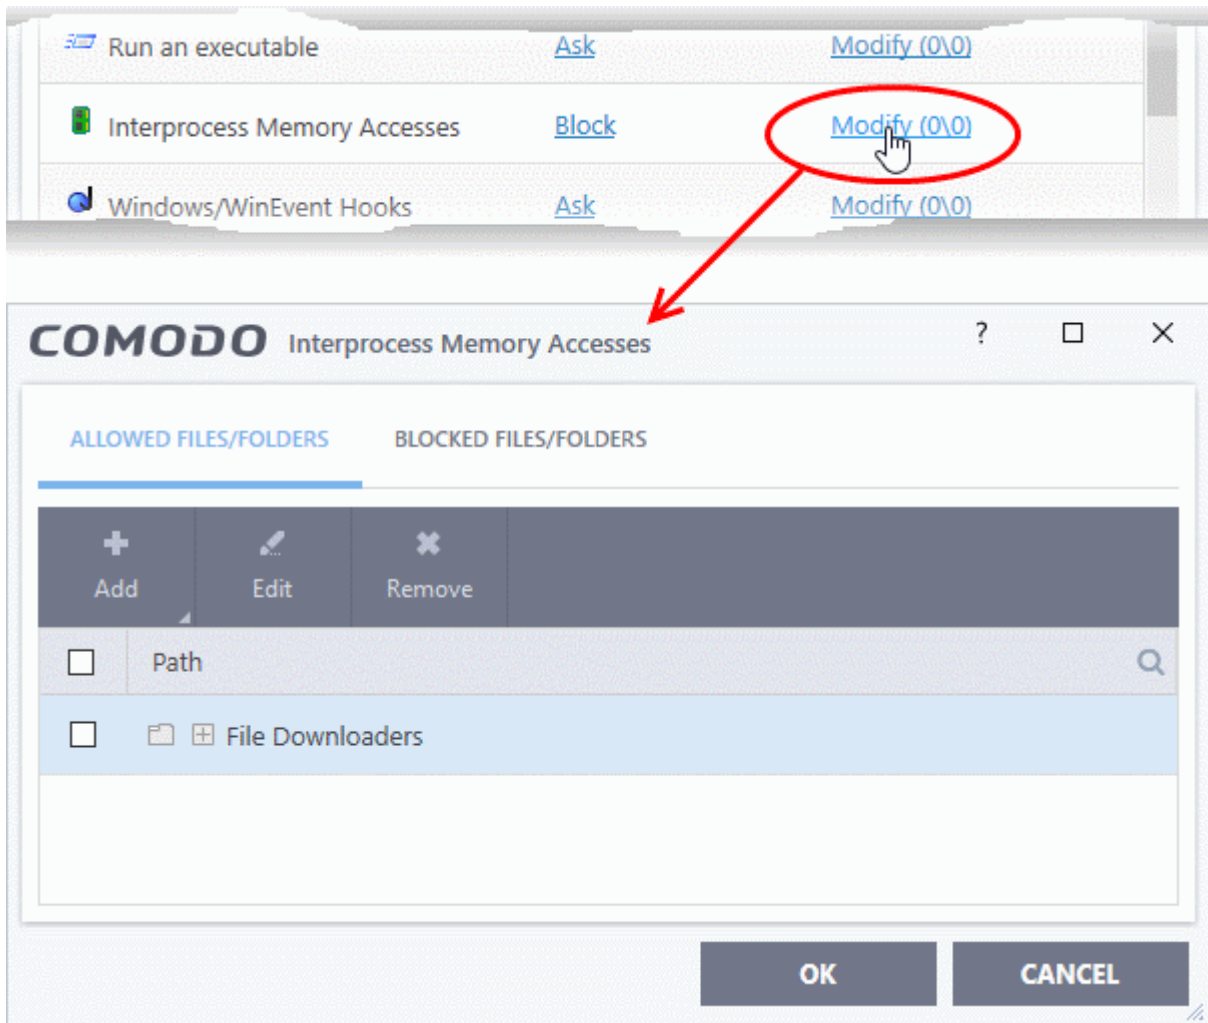 Run an executable Ask Modify (0\0)
Interprocess Memory Accesses Block Modify (0\0)
Windows/WinEvent Hooks Ask Modify (0\0)
COMODO Interprocess Memory Accesses ?
ALLOWED FILES/FOLDERS BLOCKED FILES/FOLDERS
Add Edit Remove
Path
File Downloaders
OK CANCEL